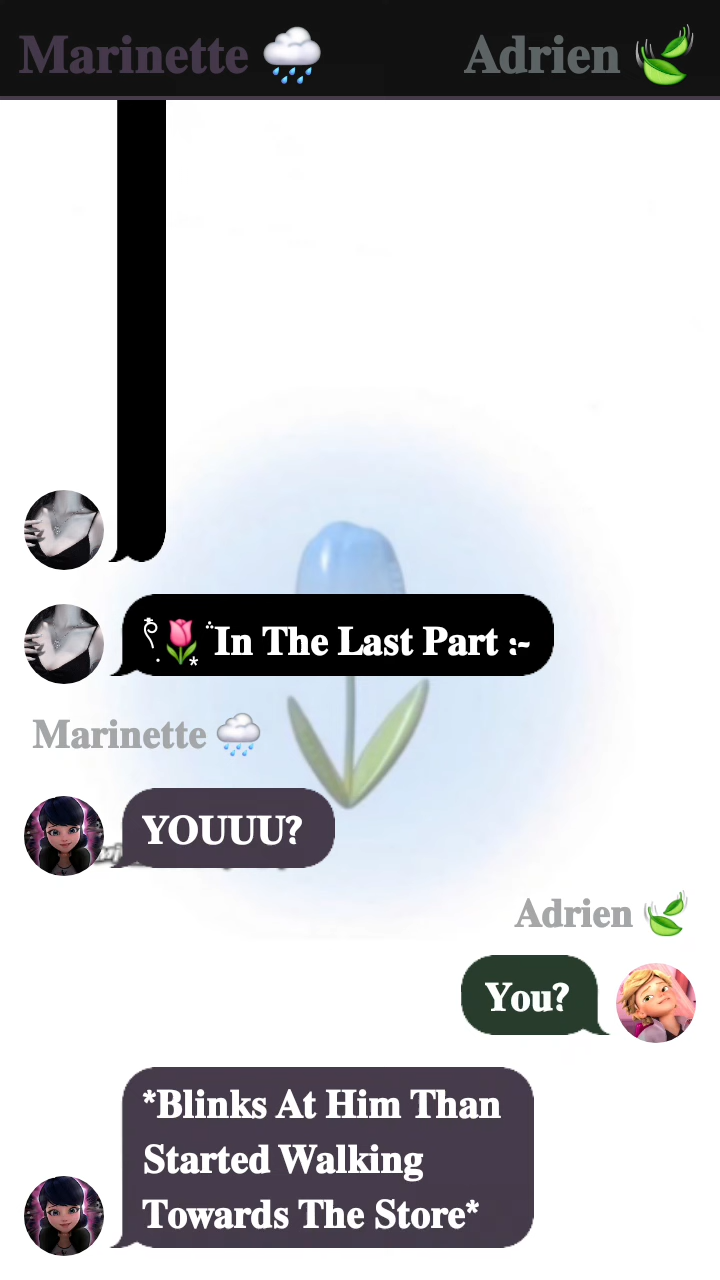 Marinette 🌧️ Adrien 🍃
In The Last Part :-
Marinette 🌧️
YOUUU?
Adrien 🍃
You?
*Blinks At Him Than
Started Walking
Towards The Store*